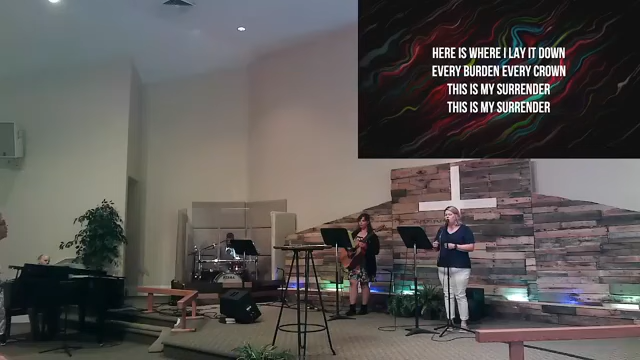 HERE IS WHERE I LAY IT DOWN
EVERY BURDEN EVERY CROWN
THIS IS MY SURRENDER
THIS IS MY SURRENDER